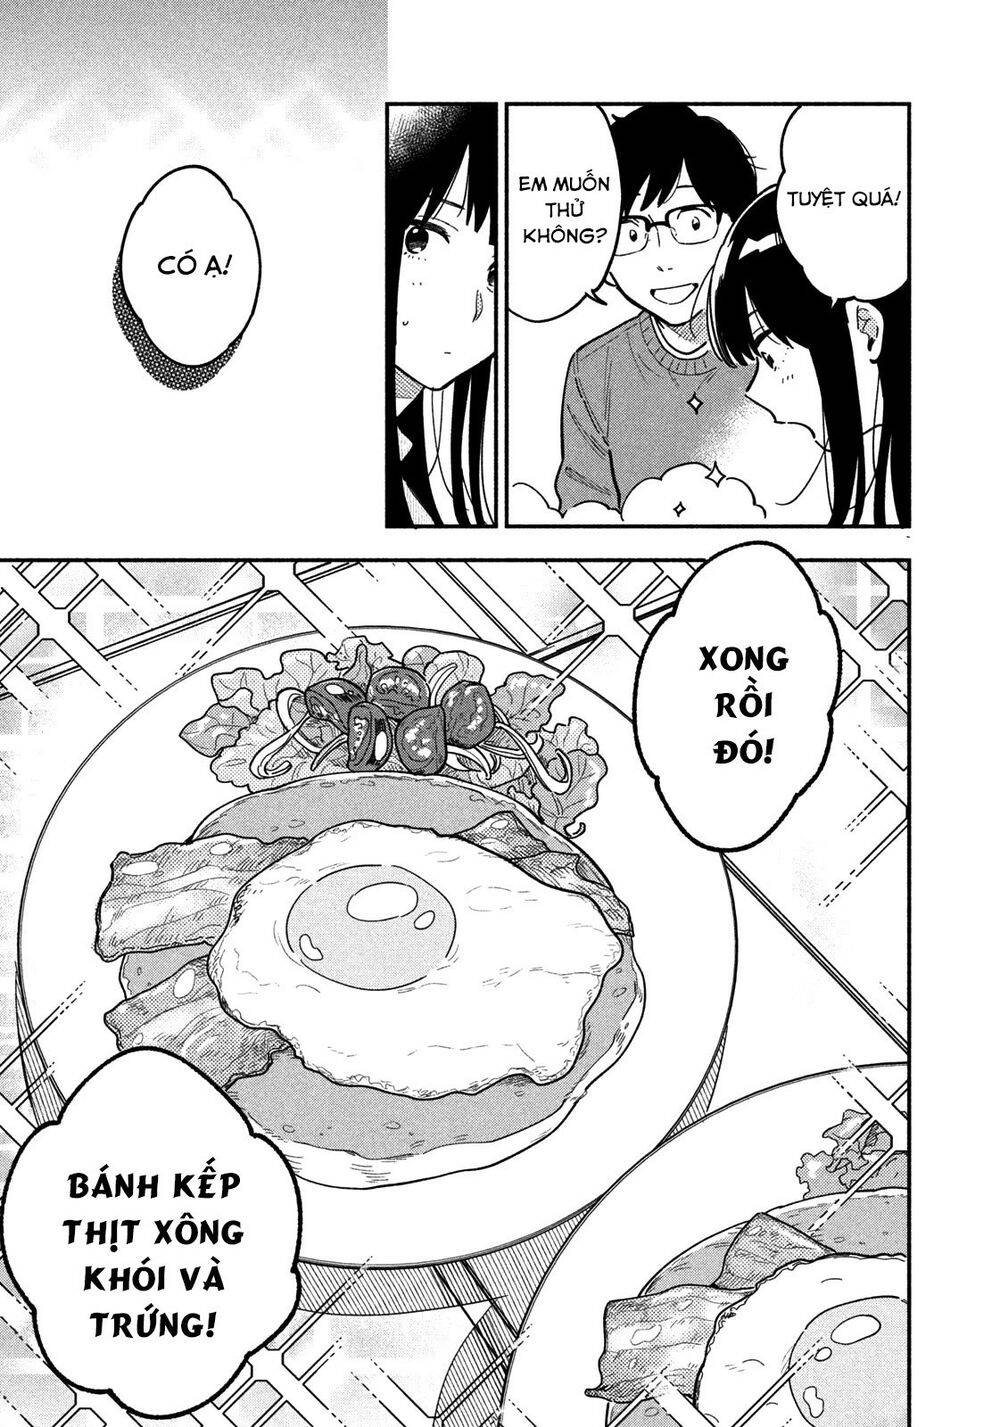 TUYỆT QUÁ!
EM MUỐN
THỬ
KHÔNG?
CÓ Ạ!
XONG
RỒI
ĐÓ!
BÁNH KẾP
THỊT XÔNG
KHÓI VÀ
TRỨNG!